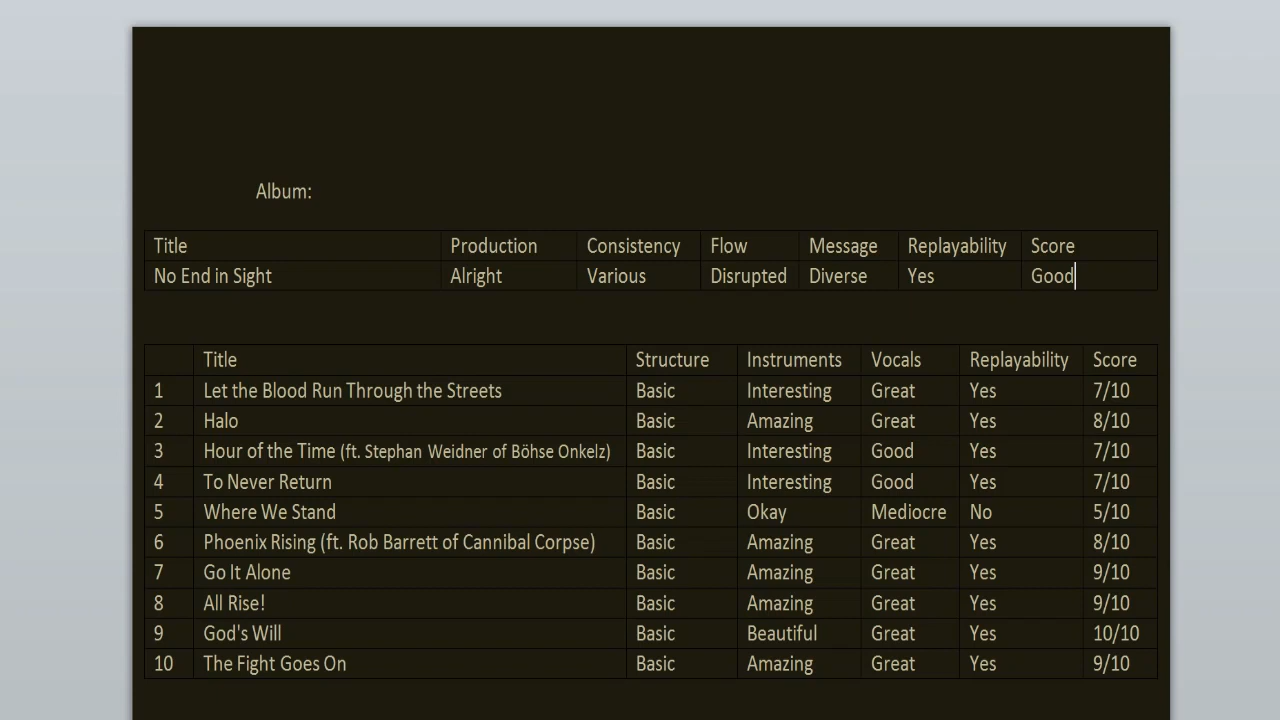 Album:
Title Production Consistency Flow Message Replayability Score
No End in Sight Alright Various Disrupted Diverse Yes Good
Title Structure Instruments Vocals Replayability Score
1 Let the Blood Run Through the Streets Basic Interesting Great Yes 7/10
2 Halo Basic Amazing Great Yes 8/10
3 Hour of the Time (ft. Stephan Weidner of Böhse Onkelz) Basic Interesting Good Yes 7/10
4 To Never Return Basic Interesting Good Yes 7/10
5 Where We Stand Basic Okay Mediocre No 5/10
6 Phoenix Rising (ft. Rob Barrett of Cannibal Corpse) Basic Amazing Great Yes 8/10
7 Go It Alone Basic Amazing Great Yes 9/10
8 All Rise! Basic Amazing Great Yes 9/10
9 God's Will Basic Beautiful Great Yes 10/10
10 The Fight Goes On Basic Amazing Great Yes 9/10